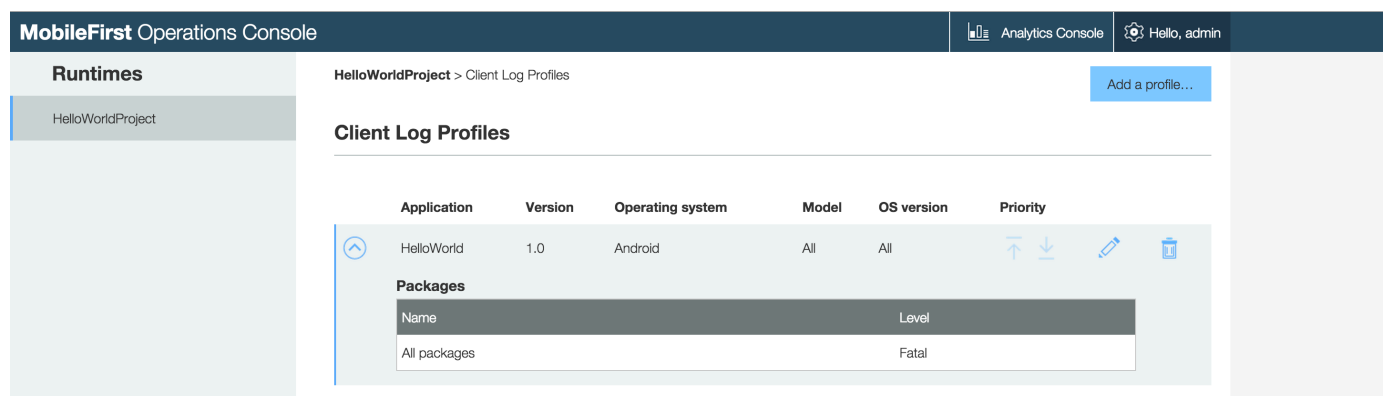 MobileFirst Operations Console Analytics Console Hello, admin
Runtimes
HelloWorldProject
HelloWorldProject > Client Log Profiles
Add a profile...
Client Log Profiles
Application Version Operating system Model OS version Priority
HelloWorld 1.0 Android All All
Packages
Name Level
All packages Fatal